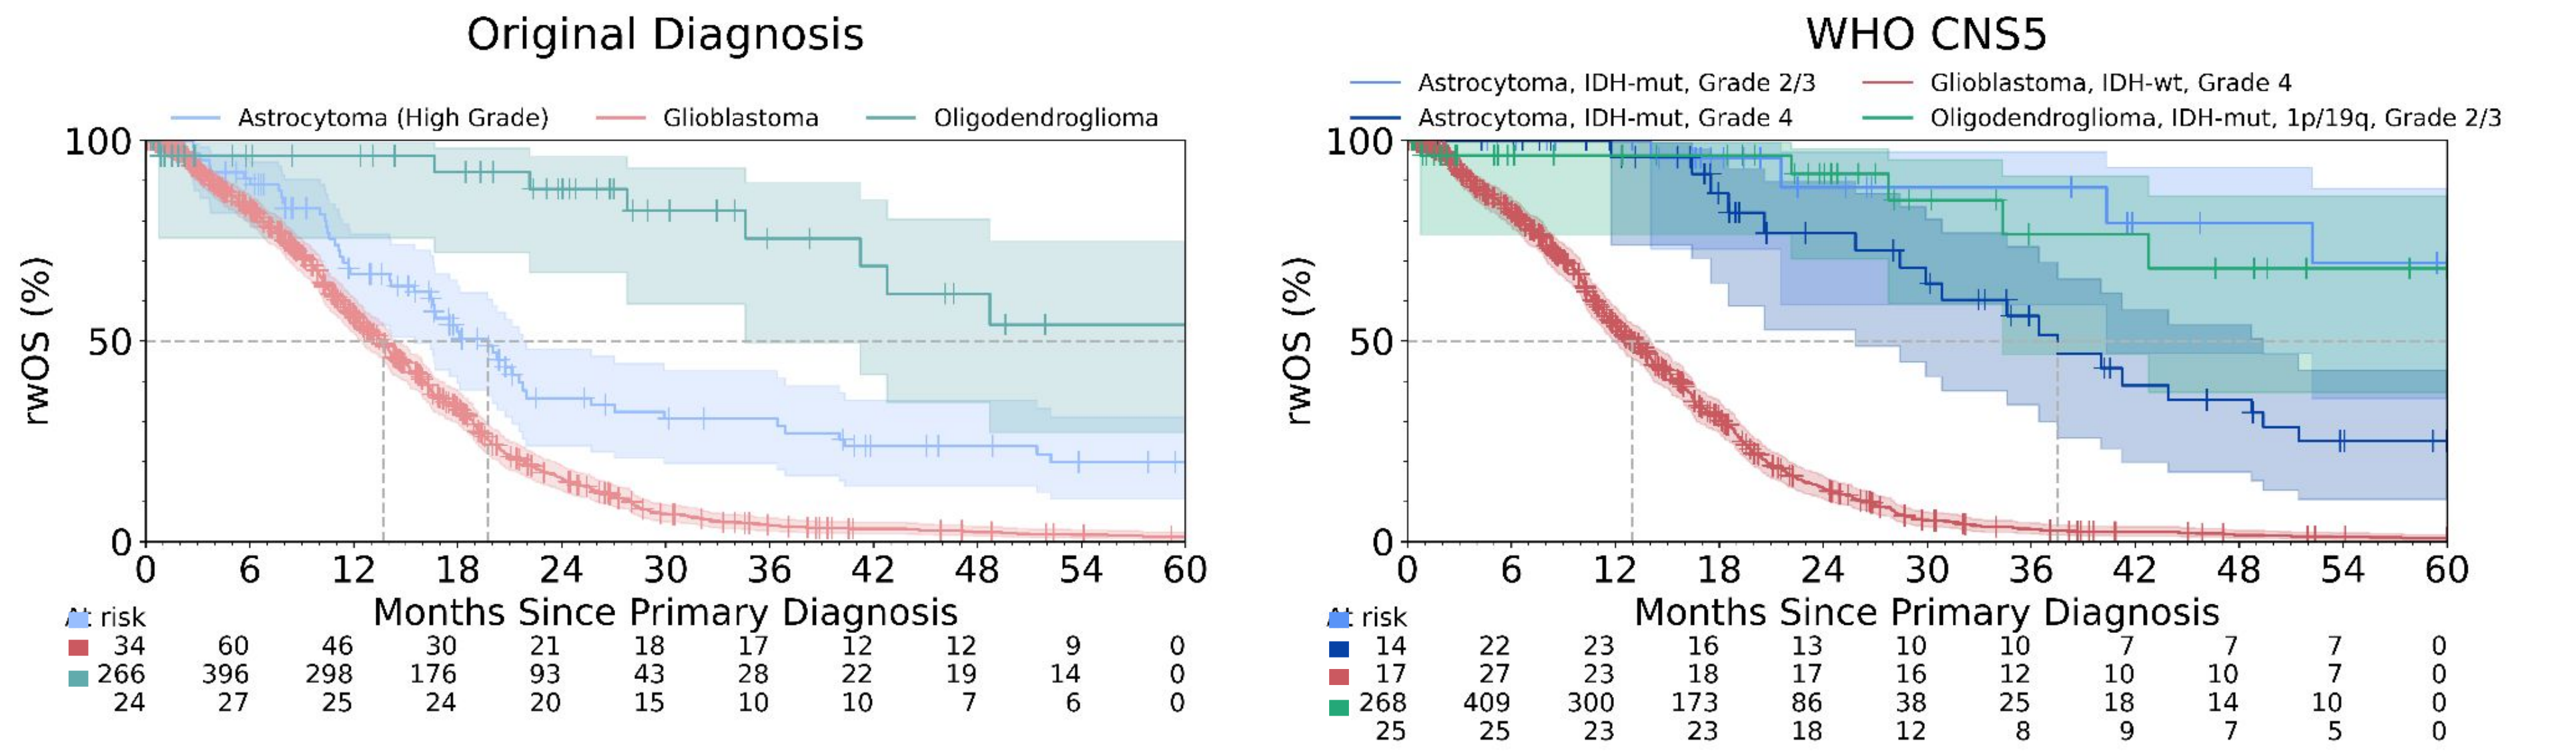 Original Diagnosis
Astrocytoma (High Grade) Glioblastoma Oligodendroglioma
100
50
0
rwOS (%)
0 6 12 18 24 30 36 42 48 54 60
Months Since Primary Diagnosis
At risk
34 60 46 30 21 18 17 12 12 9 0
266 396 298 176 93 43 28 22 19 14 0
24 27 25 24 20 15 10 10 7 6 0
WHO CNS5
Astrocytoma, IDH-mut, Grade 2/3 Glioblastoma, IDH-wt, Grade 4
Astrocytoma, IDH-mut, Grade 4 Oligodendroglioma, IDH-mut, 1p/19q, Grade 2/3
100
50
0
rwOS (%)
0 6 12 18 24 30 36 42 48 54 60
Months Since Primary Diagnosis
At risk
14 22 23 16 13 10 10 7 7 7 0
17 27 23 18 17 16 12 10 10 7 0
268 409 300 173 86 38 25 18 14 10 0
25 25 23 23 18 12 8 9 7 5 0